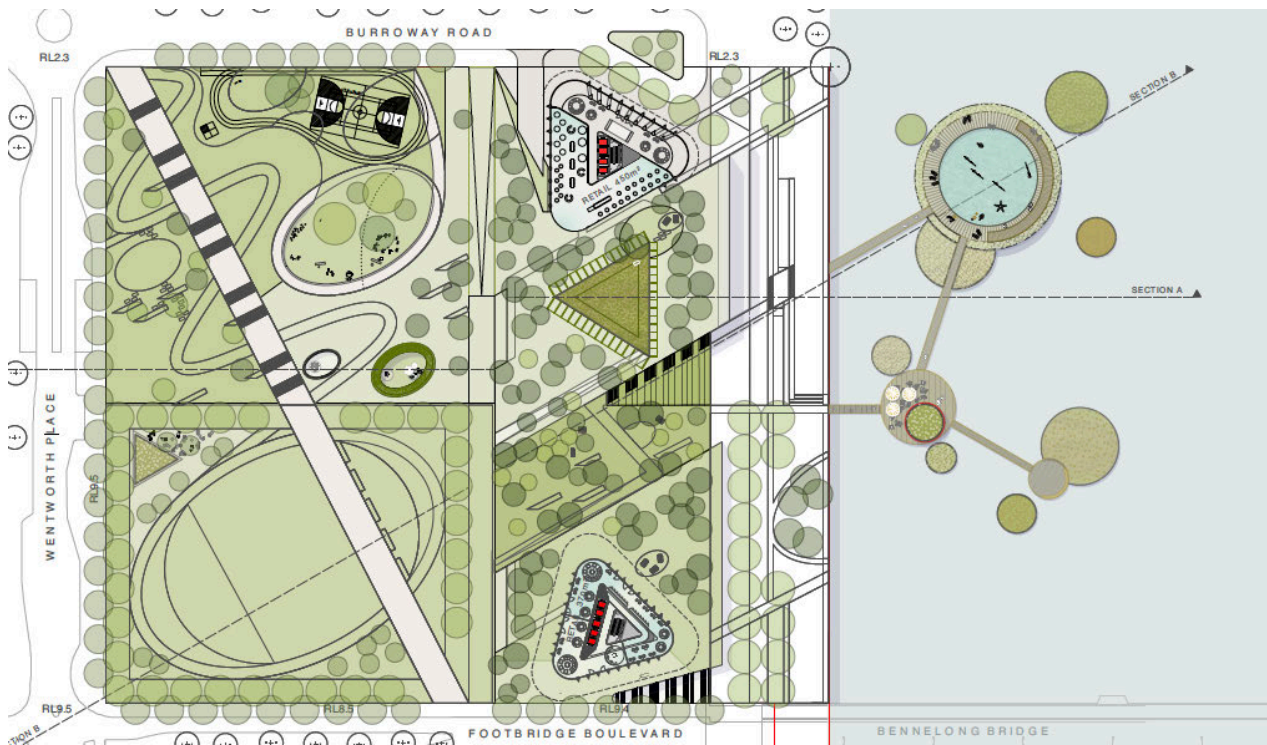 BURROWAY ROAD
RL2.3
RL2.3
SECTION B
RETAIL 450m²
SECTION A
WENTWORTH PLACE
RL9.5
RL9.5
RL8.5
RL9.4
FOOTBRIDGE BOULEVARD
BENNELONG BRIDGE